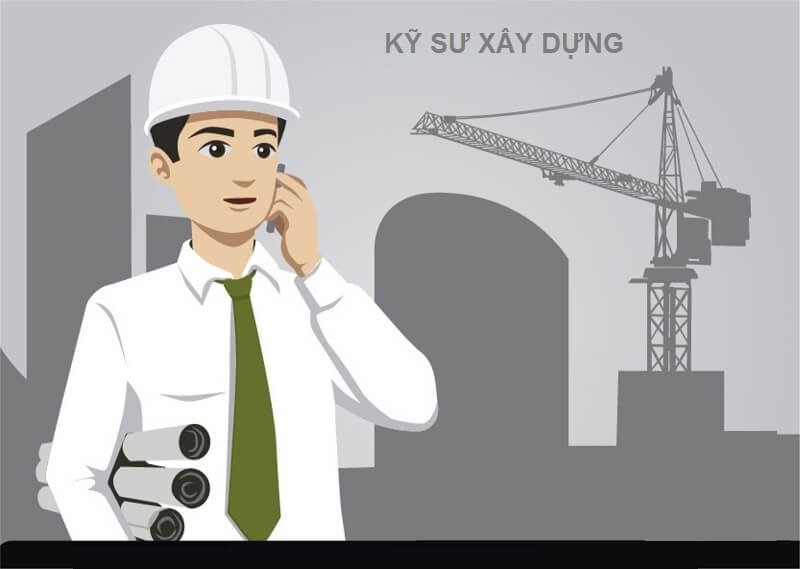 KỸ SƯ XÂY DỰNG